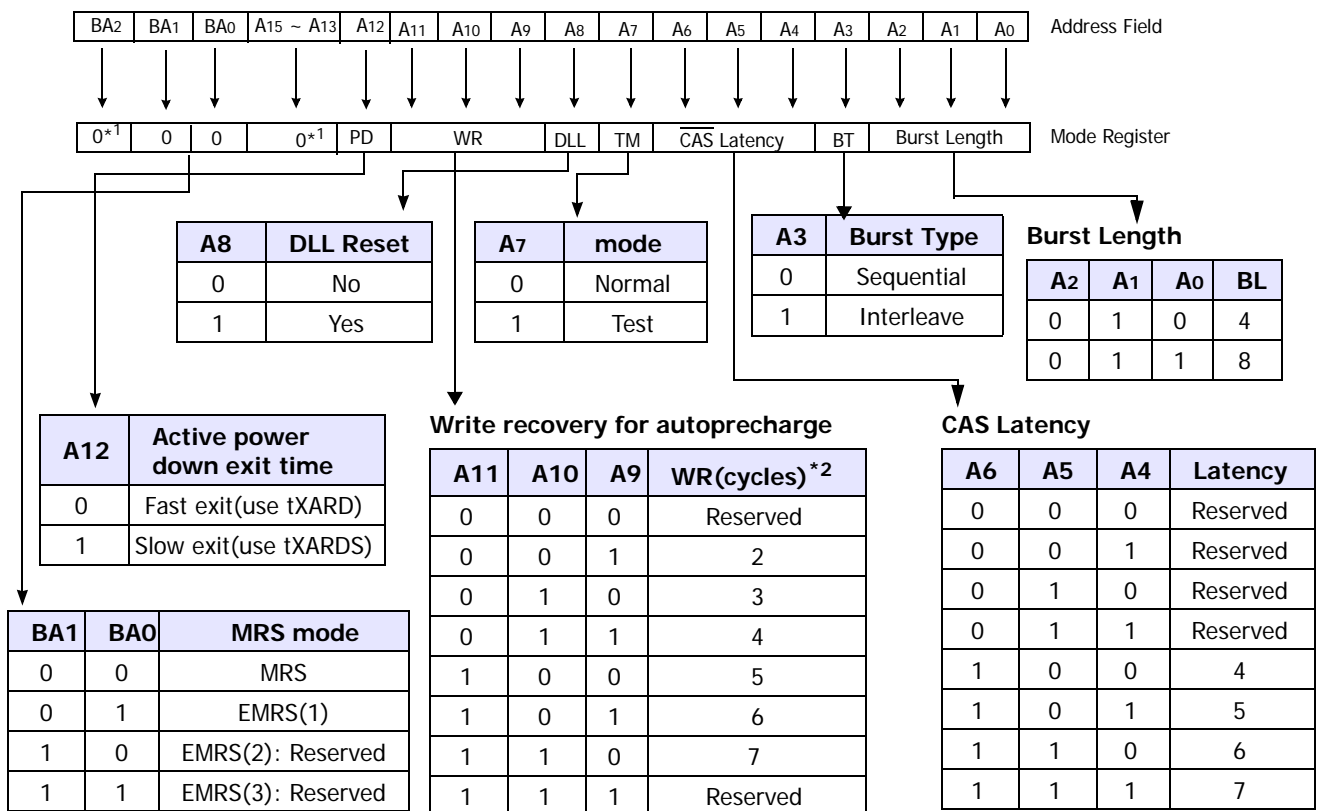 BA2 BA1 BA0 A15 ~ A13 A12 A11 A10 A9 A8 A7 A6 A5 A4 A3 A2 A1 A0 Address Field
0*1 0 0 0*1 PD WR DLL TM CAS Latency BT Burst Length Mode Register
A8 DLL Reset
0 No
1 Yes
A7 mode
0 Normal
1 Test
A3 Burst Type
0 Sequential
1 Interleave
Burst Length
A2 A1 A0 BL
0 1 0 4
0 1 1 8
A12 Active power
down exit time
0 Fast exit(use tXARD)
1 Slow exit(use tXARDS)
BA1 BA0 MRS mode
0 0 MRS
0 1 EMRS(1)
1 0 EMRS(2): Reserved
1 1 EMRS(3): Reserved
Write recovery for autoprecharge
A11 A10 A9 WR(cycles)*2
0 0 0 Reserved
0 0 1 2
0 1 0 3
0 1 1 4
1 0 0 5
1 0 1 6
1 1 0 7
1 1 1 Reserved
CAS Latency
A6 A5 A4 Latency
0 0 0 Reserved
0 0 1 Reserved
0 1 0 Reserved
0 1 1 Reserved
1 0 0 4
1 0 1 5
1 1 0 6
1 1 1 7